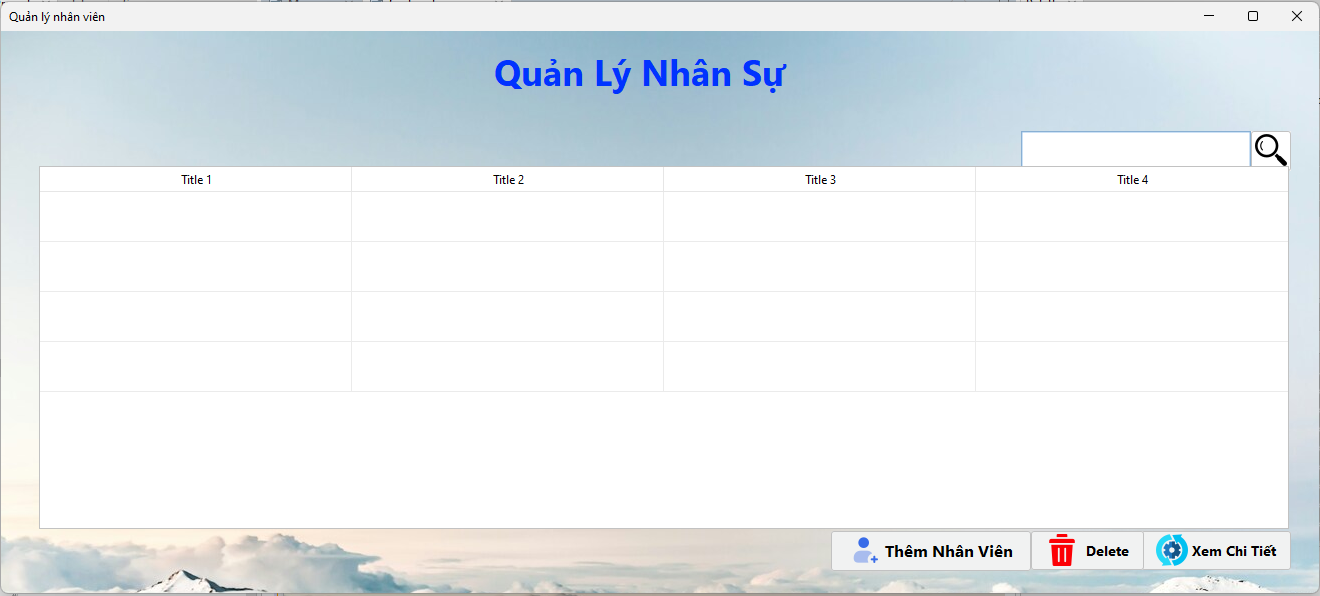 Quản lý nhân viên
Quản Lý Nhân Sự
Title 1 Title 2 Title 3 Title 4
Thêm Nhân Viên Delete Xem Chi Tiết